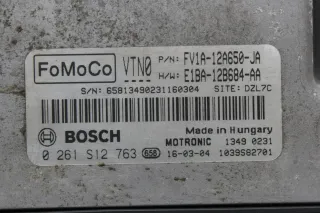 FoMoCo VTN0 P/N: FV1A-12A650-JA
H/W: E1BA-12B684-AA
S/N: 65813490231160304 SITE: DZL7C
Made in Hungary
BOSCH MOTRONIC 1349 0231
0 261 S12 763 658 16-03-04 1039S82701